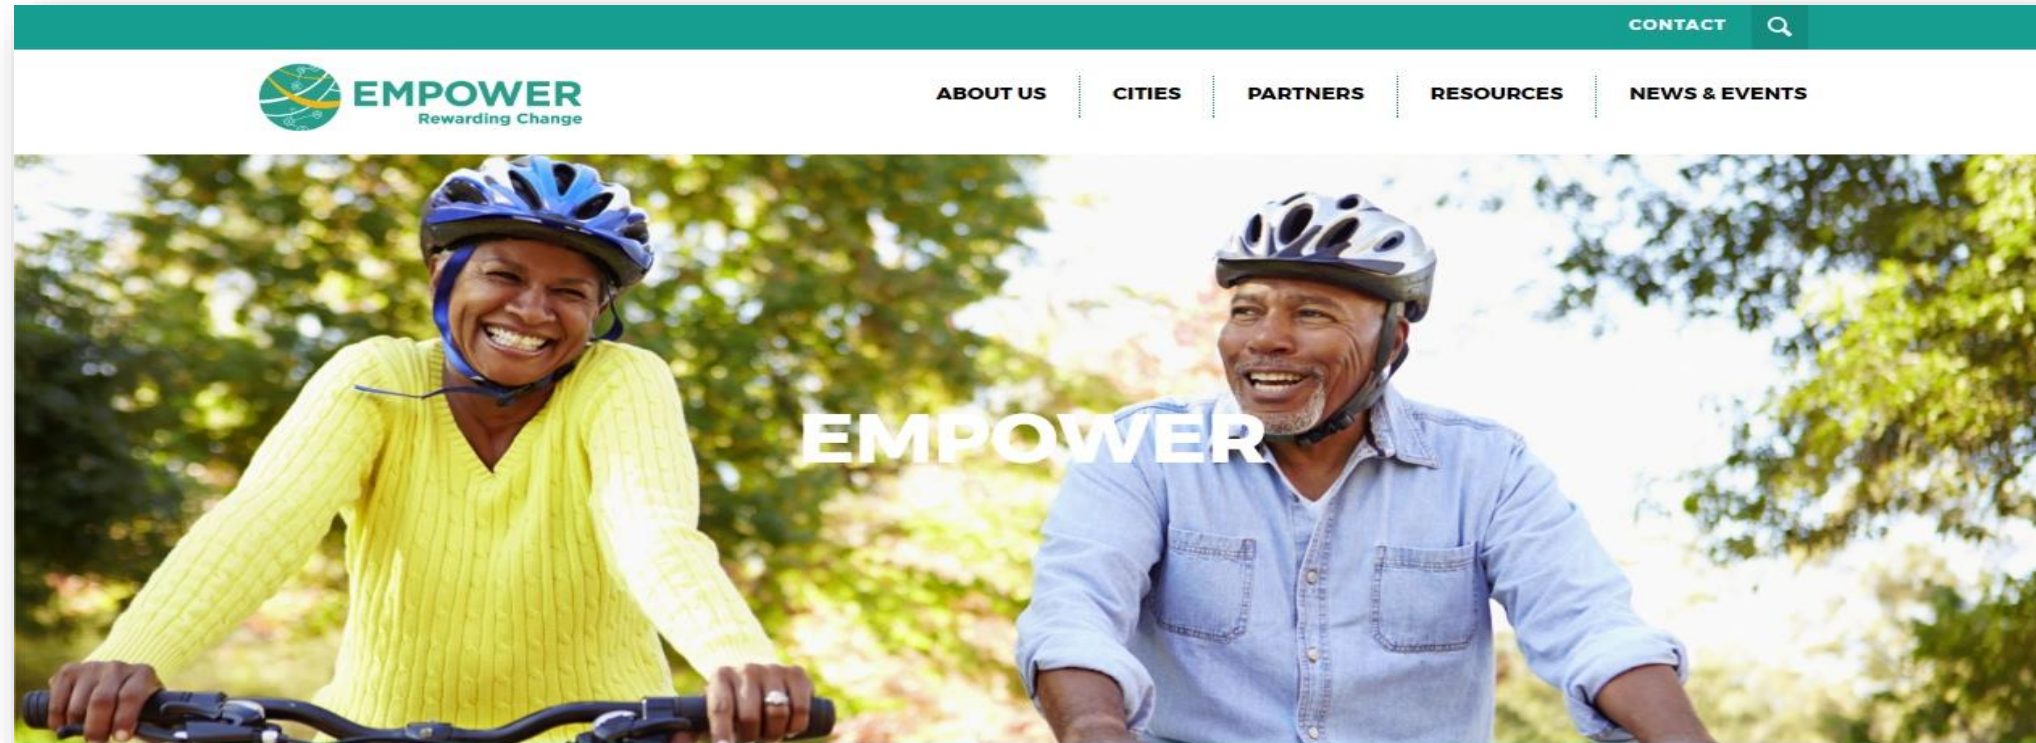 CONTACT
EMPOWER
Rewarding Change
ABOUT US
CITIES
PARTNERS
RESOURCES
NEWS & EVENTS
EMPOWER